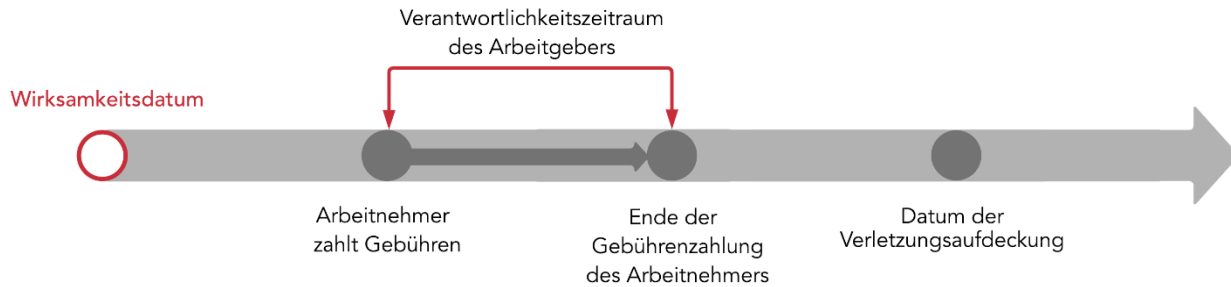 Verantwortlichkeitszeitraum
des Arbeitgebers
Wirksamkeitsdatum
Arbeitnehmer
zahlt Gebühren
Ende der
Gebührenzahlung
des Arbeitnehmers
Datum der
Verletzungsaufdeckung